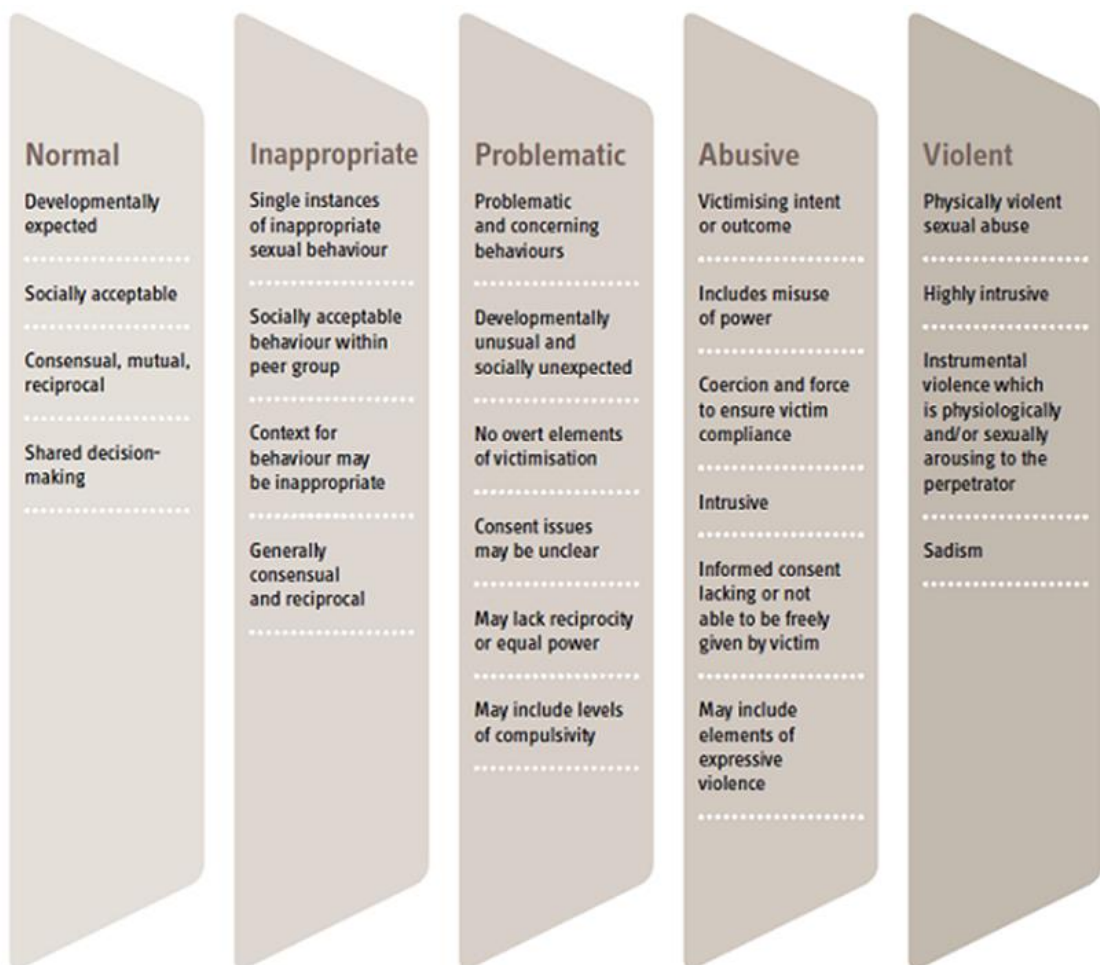 Normal
Developmentally
expected
Socially acceptable
Consensual, mutual,
reciprocal
Shared decision-
making
Inappropriate
Single instances
of inappropriate
sexual behaviour
Socially acceptable
behaviour within
peer group
Context for
behaviour may
be inappropriate
Generally
consensual
and reciprocal
Problematic
Problematic
and concerning
behaviours
Developmentally
unusual and
socially unexpected
No overt elements
of victimisation
Consent issues
may be unclear
May lack reciprocity
or equal power
May include levels
of compulsivity
Abusive
Victimising intent
or outcome
Includes misuse
of power
Coercion and force
to ensure victim
compliance
Intrusive
Informed consent
lacking or not
able to be freely
given by victim
May include
elements of
expressive
violence
Violent
Physically violent
sexual abuse
Highly intrusive
Instrumental
violence which
is physiologically
and/or sexually
arousing to the
perpetrator
Sadism